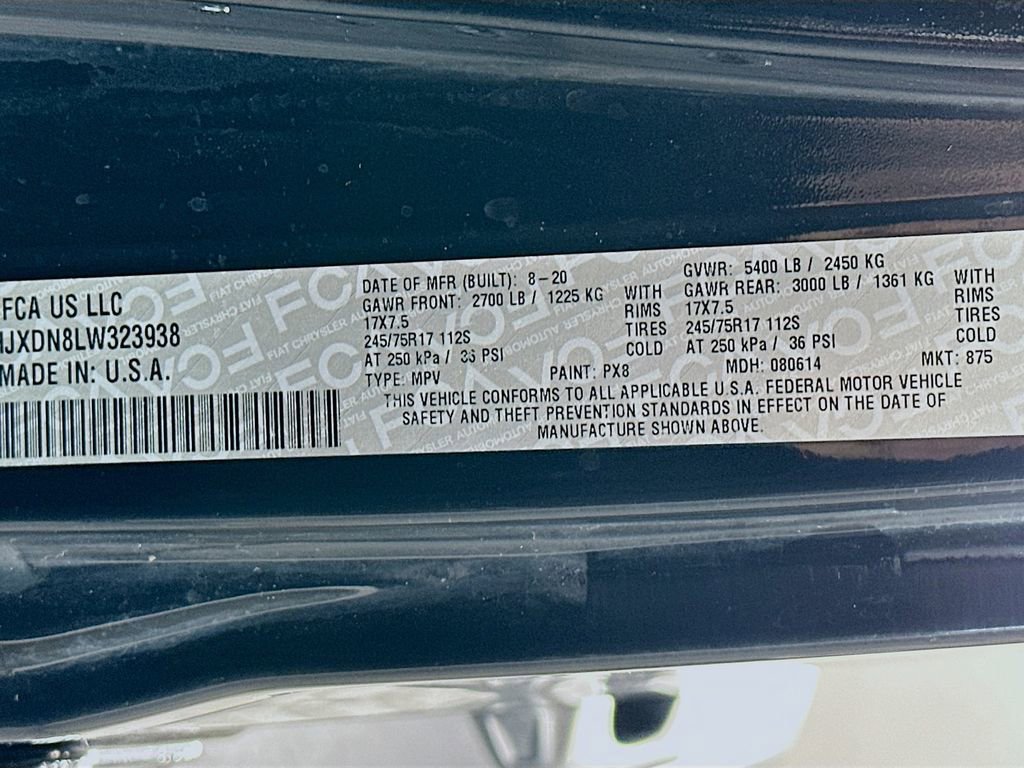 FCA US LLC
HJXDN8LW323938
MADE IN: U.S.A.
DATE OF MFR (BUILT): 8-20
GAWR FRONT: 2700 LB / 1225 KG WITH
17X7.5 RIMS
245/75R17 112S TIRES
AT 250 kPa / 36 PSI COLD
TYPE: MPV
GVWR: 5400 LB / 2450 KG
GAWR REAR: 3000 LB / 1361 KG WITH
17X7.5 RIMS
245/75R17 112S TIRES
AT 250 kPa / 36 PSI COLD
PAINT: PX8 MDH: 080614 MKT: 875
THIS VEHICLE CONFORMS TO ALL APPLICABLE U.S.A. FEDERAL MOTOR VEHICLE
SAFETY AND THEFT PREVENTION STANDARDS IN EFFECT ON THE DATE OF
MANUFACTURE SHOWN ABOVE.